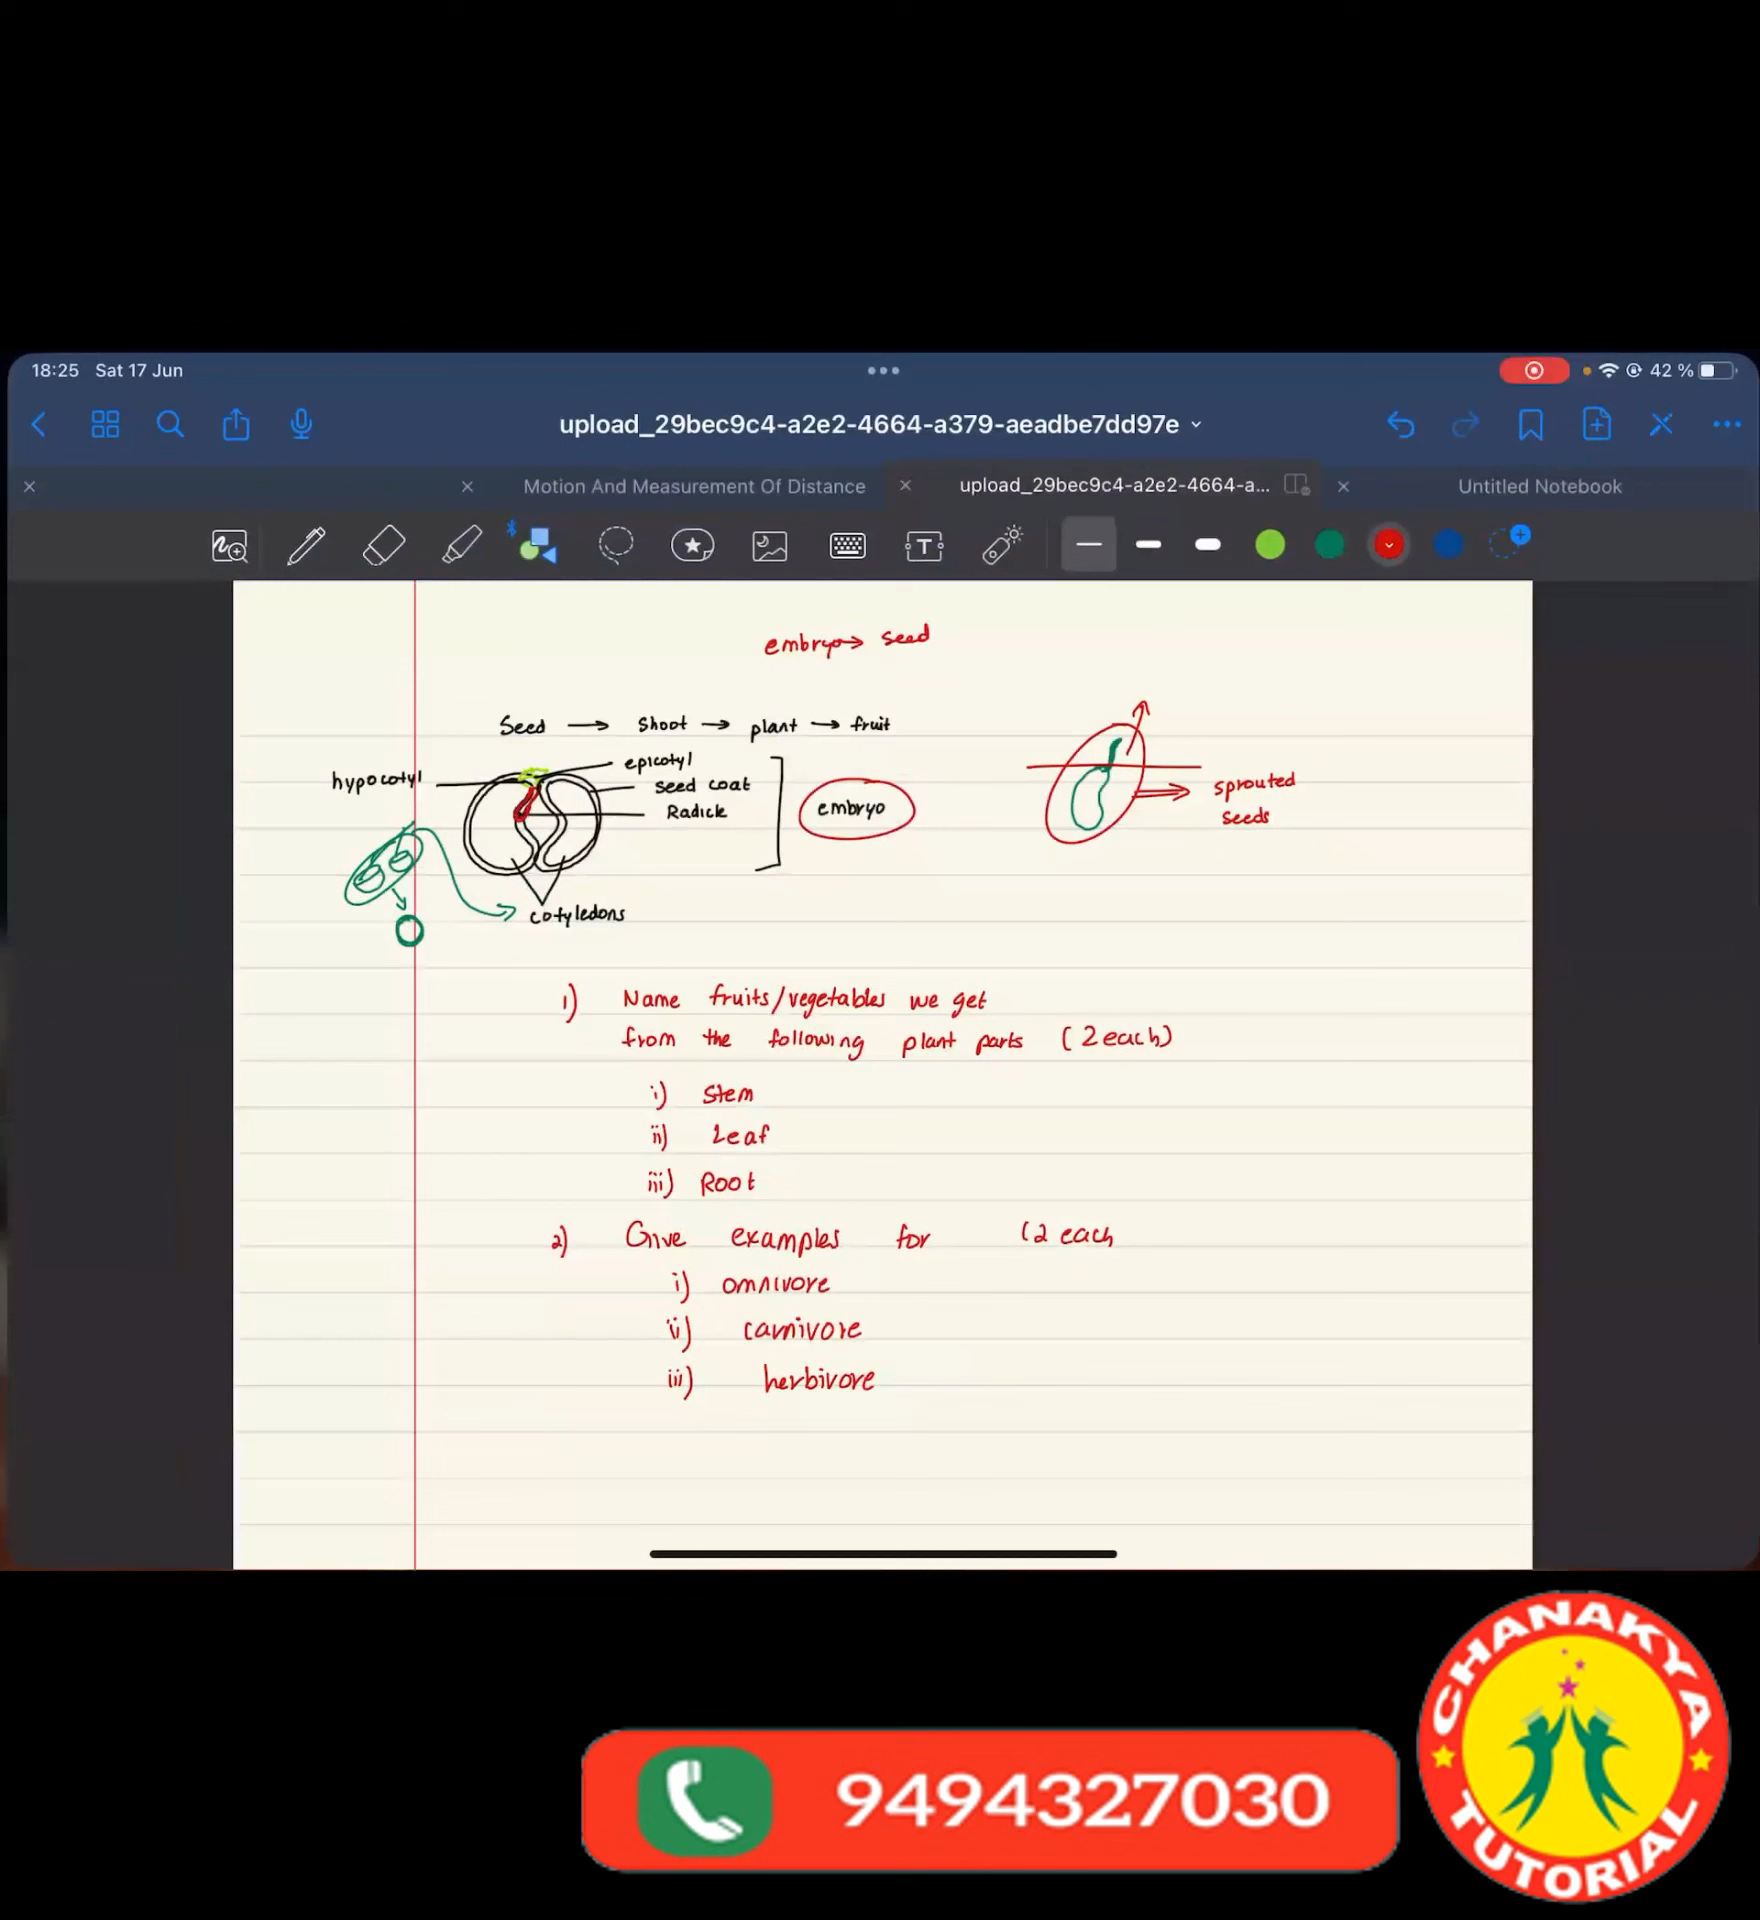 18:25 Sat 17 Jun
42 %
upload_29bec9c4-a2e2-4664-a379-aeadbe7dd97e
Motion And Measurement Of Distance
upload_29bec9c4-a2e2-4664-a...
Untitled Notebook
T
embryo → seed
Seed → Shoot → plant → fruit
hypocotyl
epicotyl
seed coat
Radicle
embryo
sprouted
seeds
cotyledons
1) Name fruits/vegetables we get
from the following plant parts (2 each)
i) Stem
ii) Leaf
iii) Root
2) Give examples for (2 each
i) omnivore
ii) carnivore
iii) herbivore
9494327030
CHANAKYA
TUTORIAL